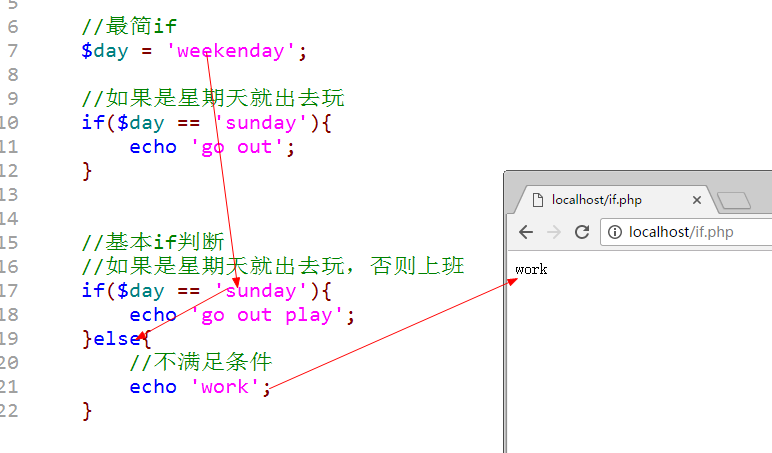 5
6 //最简if
7 $day = 'weekenday';
8
9 //如果是星期天就出去玩
10 if($day == 'sunday'){
11 echo 'go out';
12 }
13
14
15 //基本if判断
16 //如果是星期天就出去玩，否则上班
17 if($day == 'sunday'){
18 echo 'go out play';
19 }else{
20 //不满足条件
21 echo 'work';
22 }
localhost/if.php
localhost/if.php
work